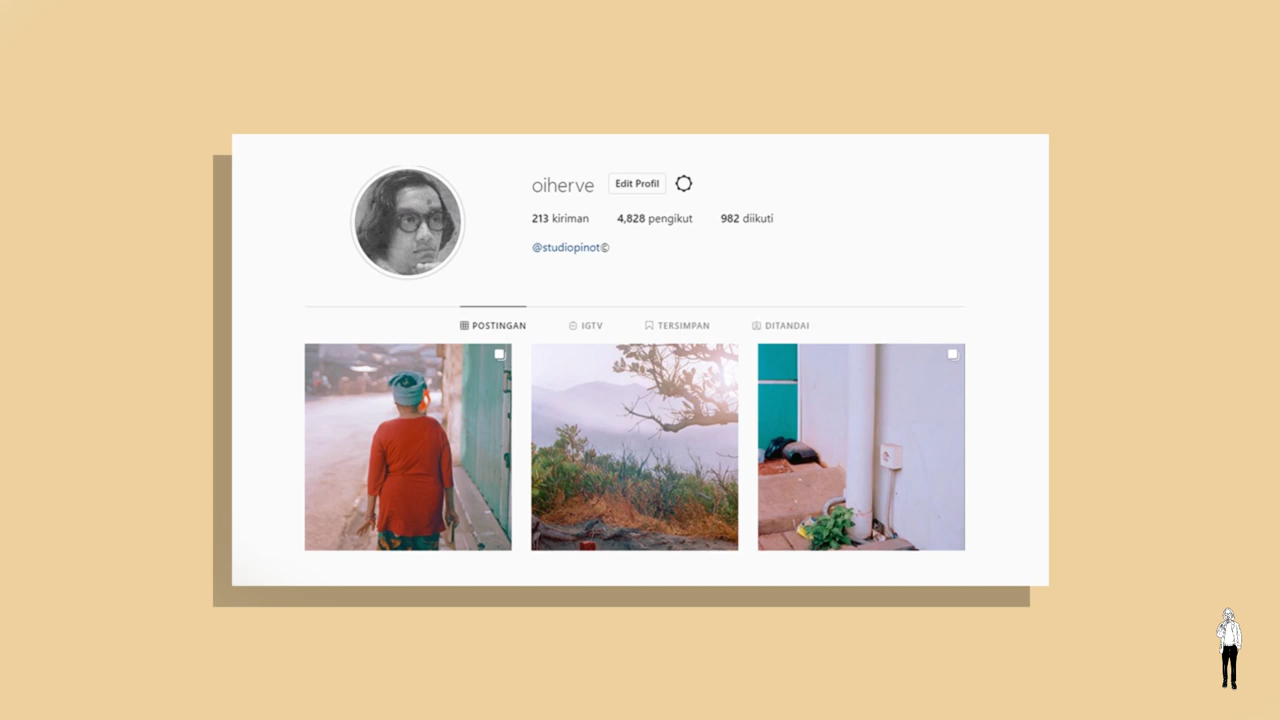 oiherve Edit Profil
213 kiriman 4,828 pengikut 982 diikuti
@studiopinot©
POSTINGAN IGTV TERSIMPAN DITANDAI